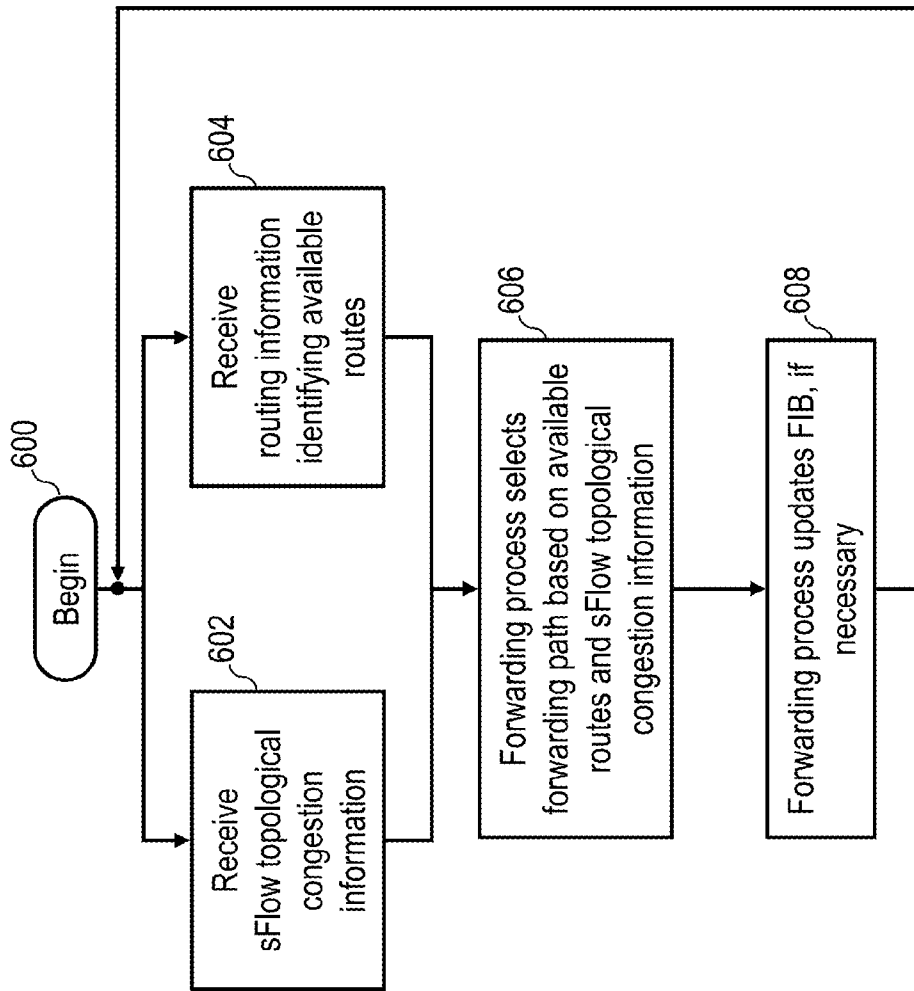 600
Begin
602
Receive
sFlow topological
congestion
information
604
Receive
routing information
identifying available
routes
606
Forwarding process selects
forwarding path based on available
routes and sFlow topological
congestion information
608
Forwarding process updates FIB, if
necessary